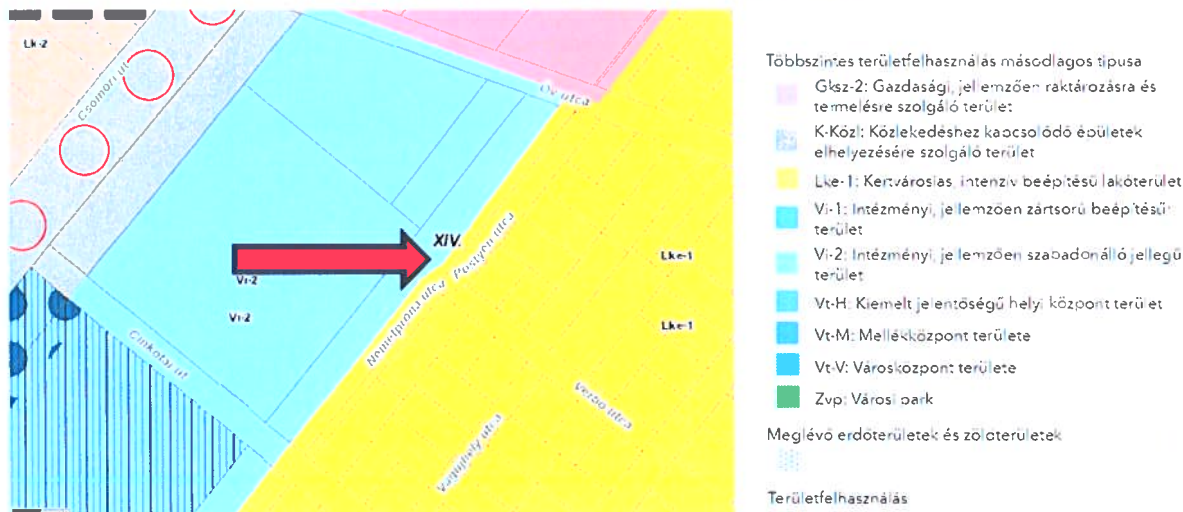 Lk-2
Csömöri út
Öv utca
XIV.
Pöstyén utca
Nemeskosna utca
Vi-2
Vi-2
Cinkotai út
Lke-1
Lke-1
Verbó utca
Vágújhely utca
Többszintes területfelhasználás másodlagos típusa
Gksz-2: Gazdasági, jellemzően raktározásra és
termelésre szolgáló terület
K-Közl: Közlekedéshez kapcsolódó épületek
elhelyezésére szolgáló terület
Lke-1: Kertvárosias, intenzív beépítésű lakóterület
Vi-1: Intézményi, jellemzően zártsorú beépítésű
terület
Vi-2: Intézményi, jellemzően szabadonálló jellegű
terület
Vt-H: Kiemelt jelentőségű helyi központ terület
Vt-M: Mellékközpont területe
Vt-V: Városközpont területe
Zvp: Városi park
Meglévő erdőterületek és zöldterületek
Területfelhasználás